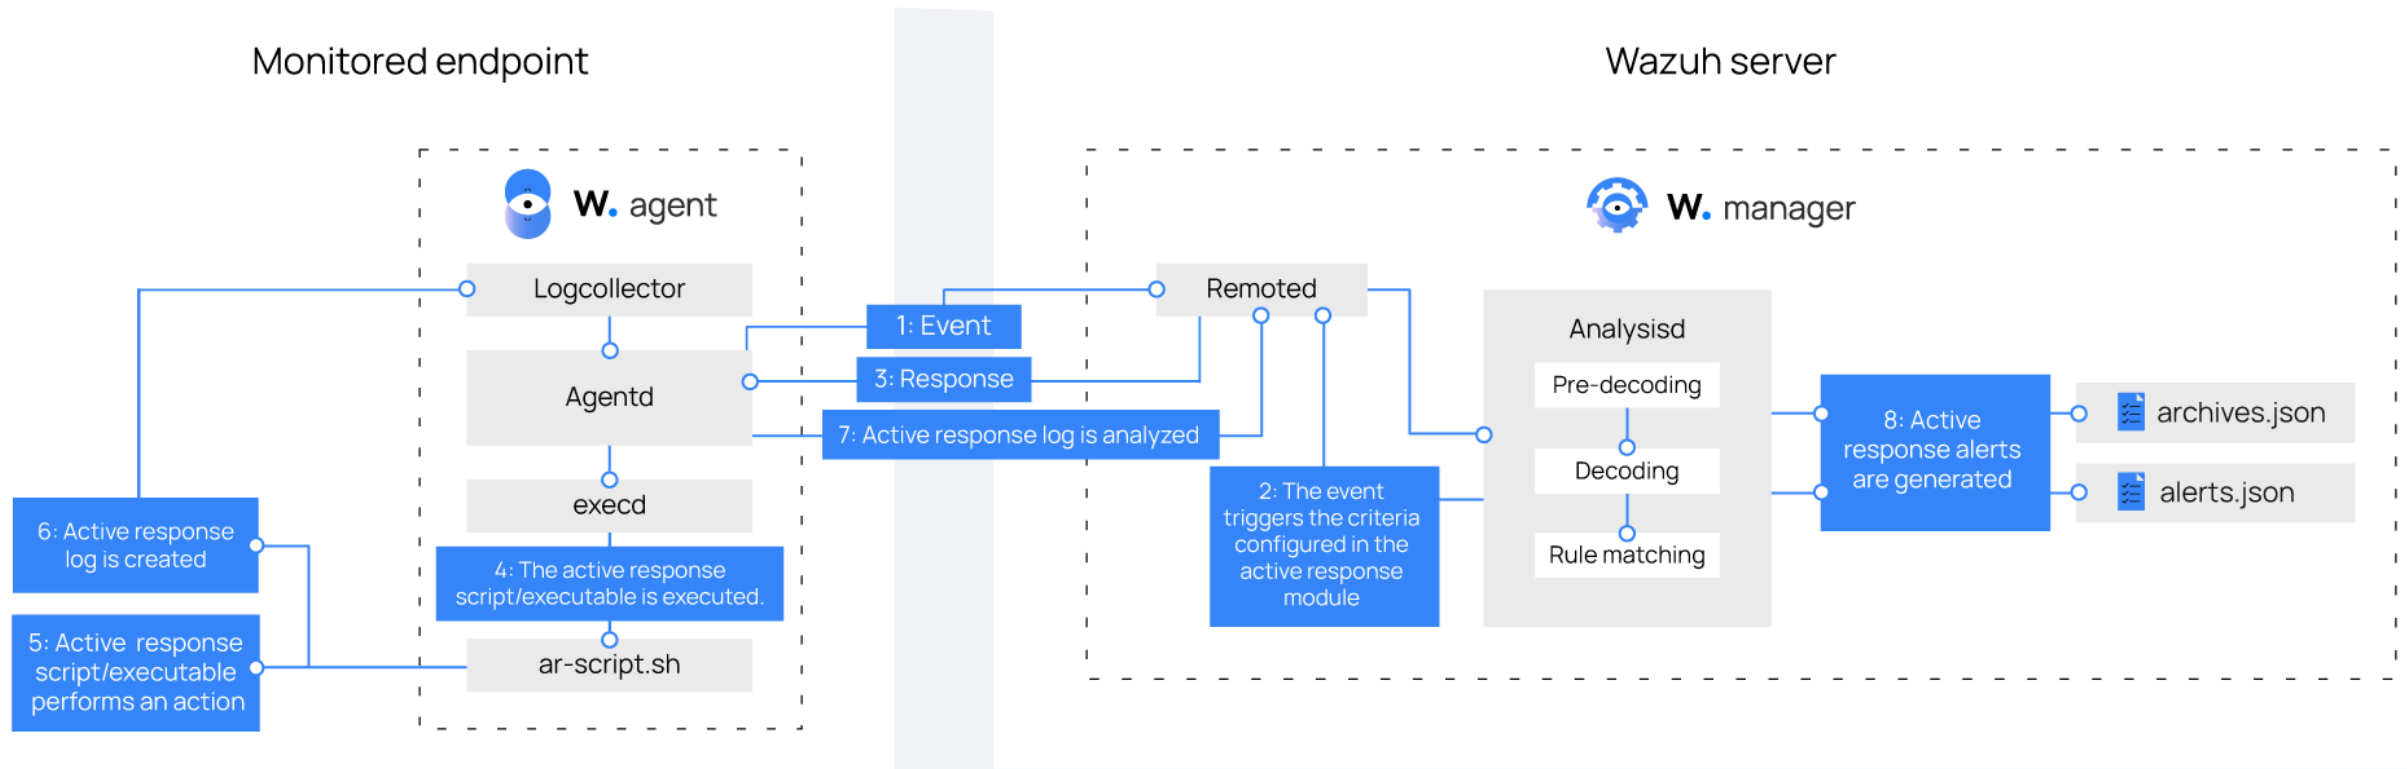 Monitored endpoint
Wazuh server
W. agent
Logcollector
Agentd
execd
4: The active response
script/executable is executed.
ar-script.sh
6: Active response
log is created
5: Active response
script/executable
performs an action
1: Event
3: Response
7: Active response log is analyzed
W. manager
Remoted
2: The event
triggers the criteria
configured in the
active response
module
Analysisd
Pre-decoding
Decoding
Rule matching
8: Active
response alerts
are generated
archives.json
alerts.json